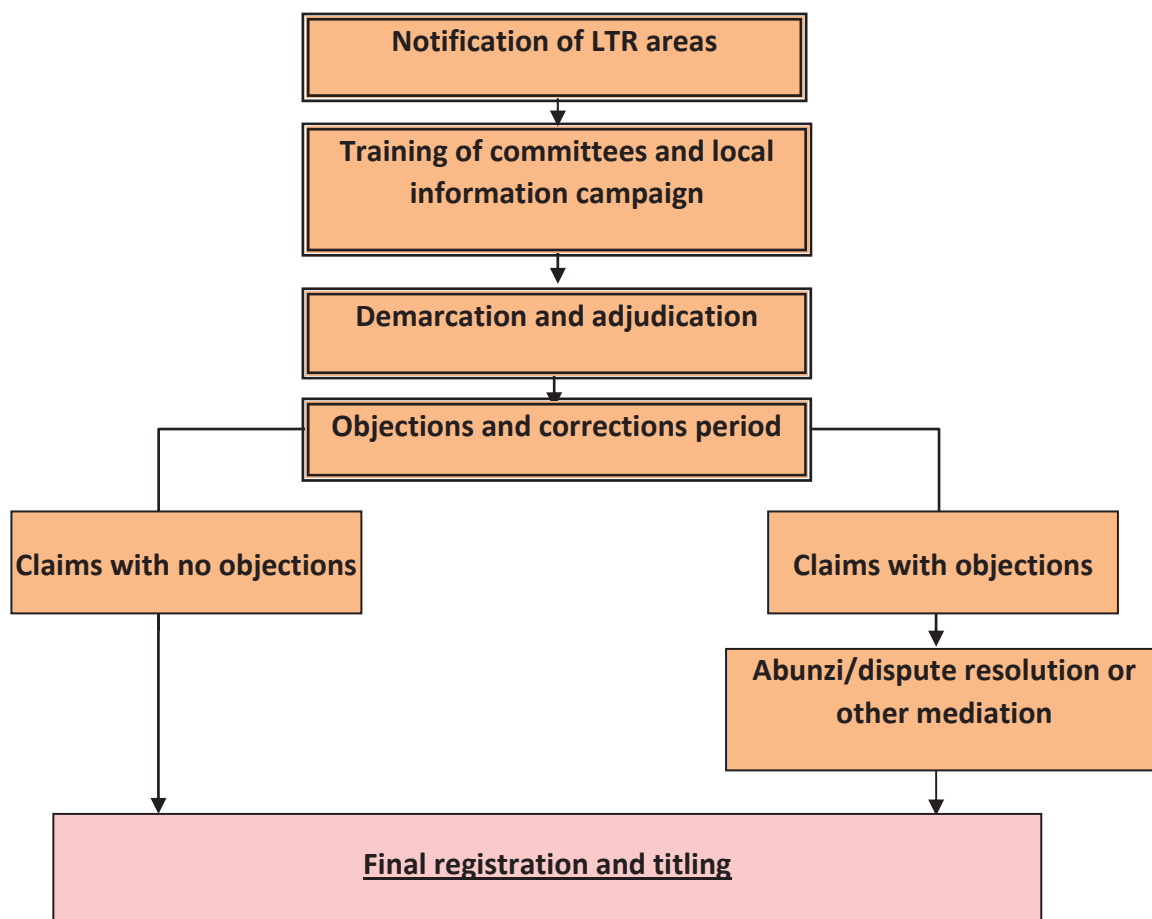 Notification of LTR areas
Training of committees and local
information campaign
Demarcation and adjudication
Objections and corrections period
Claims with no objections
Claims with objections
Abunzi/dispute resolution or
other mediation
Final registration and titling